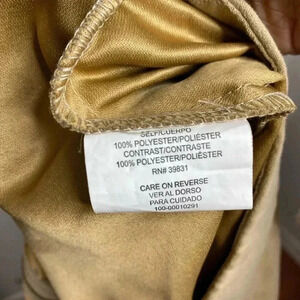 SELF/CUERPO
100% POLYESTER/POLIÉSTER
CONTRAST/CONTRASTE
100% POLYESTER/POLIÉSTER
RN# 39831
CARE ON REVERSE
VER AL DORSO
PARA CUIDADO
100-00010291